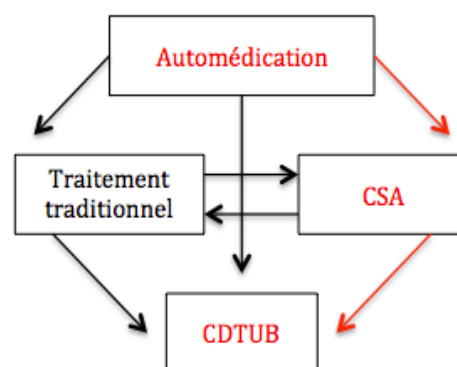 Automédication
Traitement
traditionnel
CSA
CDTUB